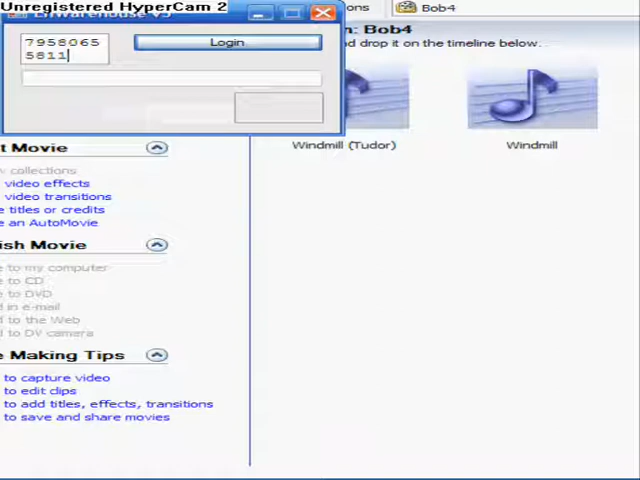 Unregistered HyperCam 2
79580655811
Login
Bob4
: Bob4
and drop it on the timeline below...
Windmill (Tudor)
Windmill
t Movie
collections
video effects
video transitions
e titles or credits
e an AutoMovie
ish Movie
e to my computer
e to CD
e to DVD
d in e-mail
d to the Web
d to DV camera
e Making Tips
to capture video
to edit clips
to add titles, effects, transitions
to save and share movies